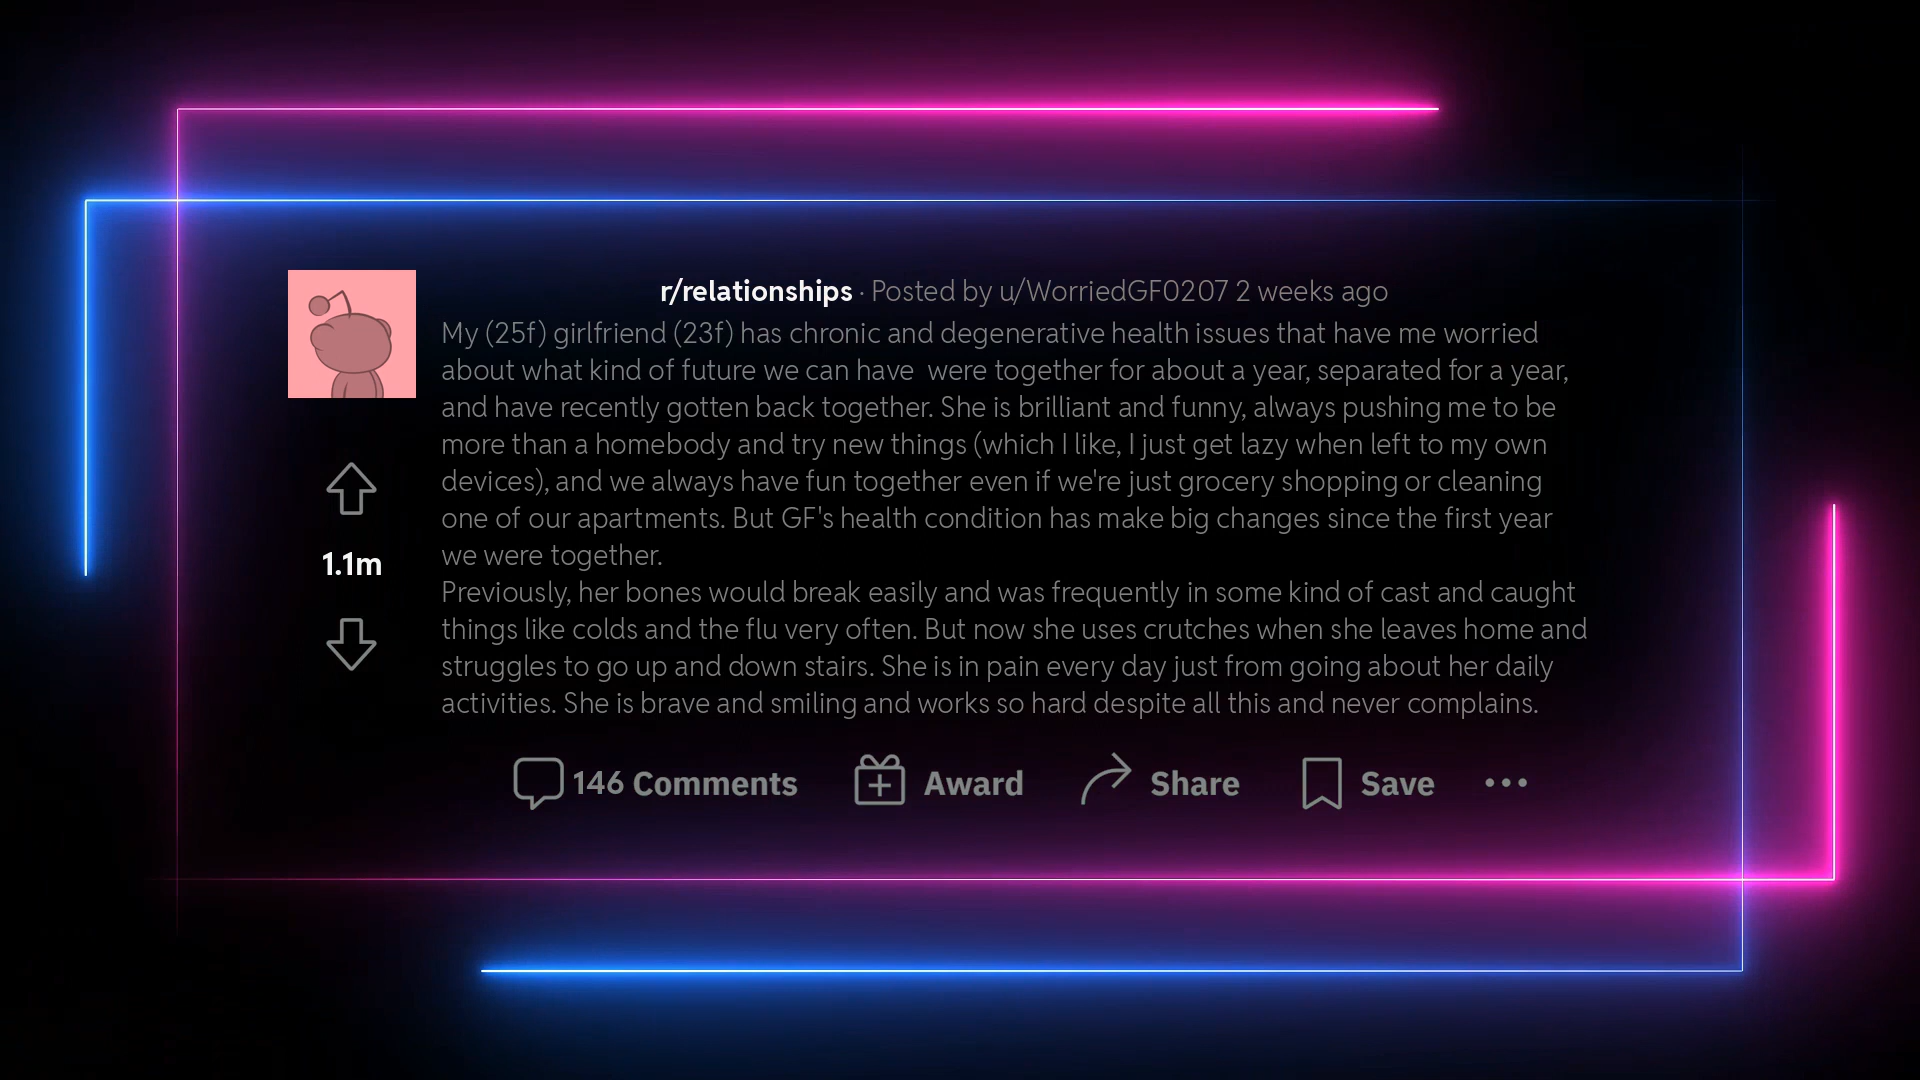 r/relationships · Posted by u/WorriedGF0207 2 weeks ago
My (25f) girlfriend (23f) has chronic and degenerative health issues that have me worried
about what kind of future we can have  were together for about a year, separated for a year,
and have recently gotten back together. She is brilliant and funny, always pushing me to be
more than a homebody and try new things (which I like, I just get lazy when left to my own
devices), and we always have fun together even if we're just grocery shopping or cleaning
one of our apartments. But GF's health condition has make big changes since the first year
we were together.
Previously, her bones would break easily and was frequently in some kind of cast and caught
things like colds and the flu very often. But now she uses crutches when she leaves home and
struggles to go up and down stairs. She is in pain every day just from going about her daily
activities. She is brave and smiling and works so hard despite all this and never complains.
1.1m
146 Comments Award Share Save